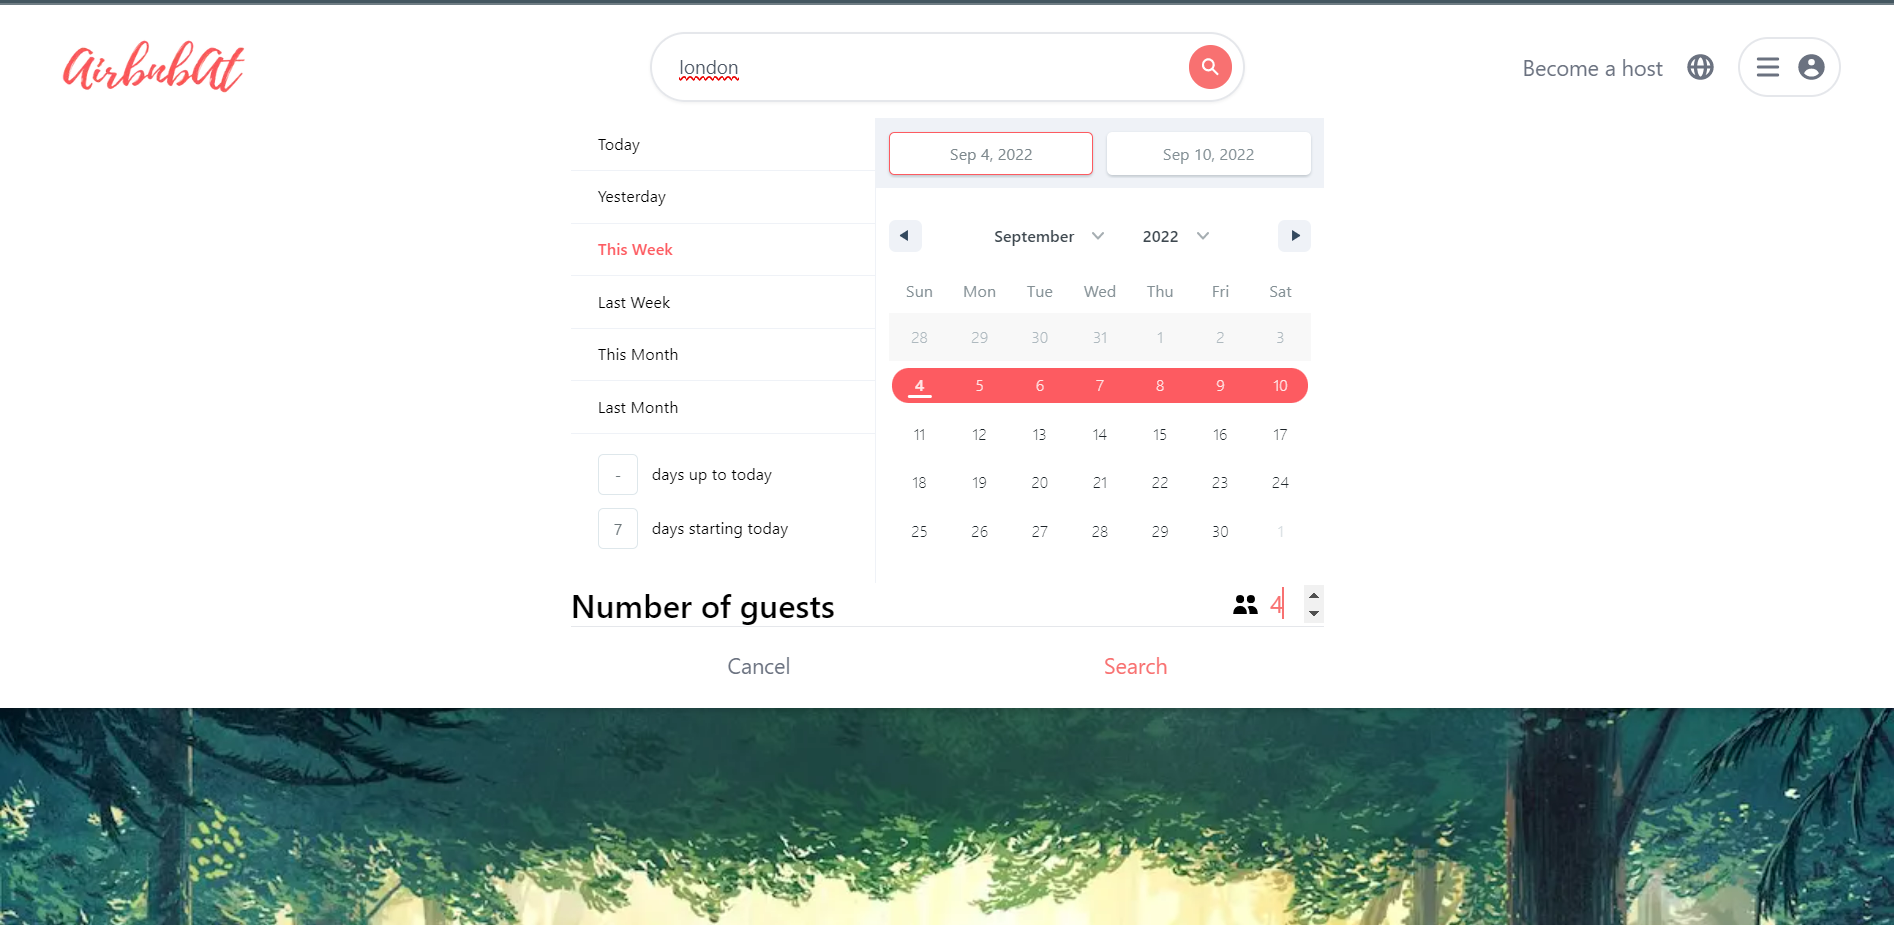 AirbnbAt
london
Become a host
Today
Yesterday
This Week
Last Week
This Month
Last Month
- days up to today
7 days starting today
Sep 4, 2022 Sep 10, 2022
September 2022
Sun Mon Tue Wed Thu Fri Sat
28 29 30 31 1 2 3
4 5 6 7 8 9 10
11 12 13 14 15 16 17
18 19 20 21 22 23 24
25 26 27 28 29 30 1
Number of guests 4
Cancel Search